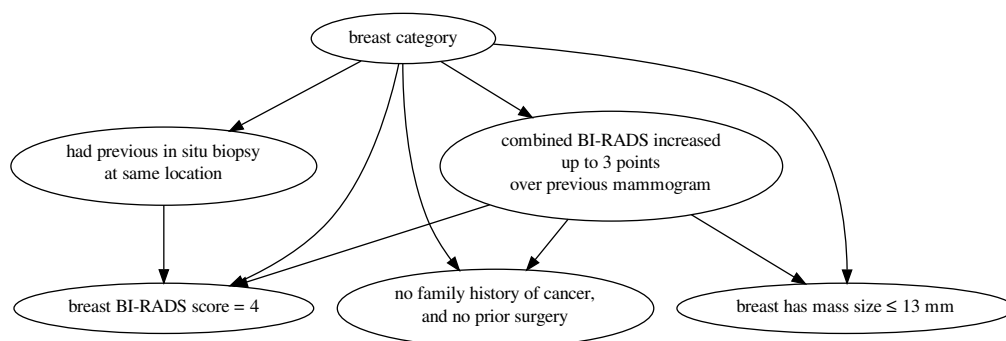 breast category
had previous in situ biopsy
at same location
combined BI-RADS increased
up to 3 points
over previous mammogram
breast BI-RADS score = 4
no family history of cancer,
and no prior surgery
breast has mass size ≤ 13 mm